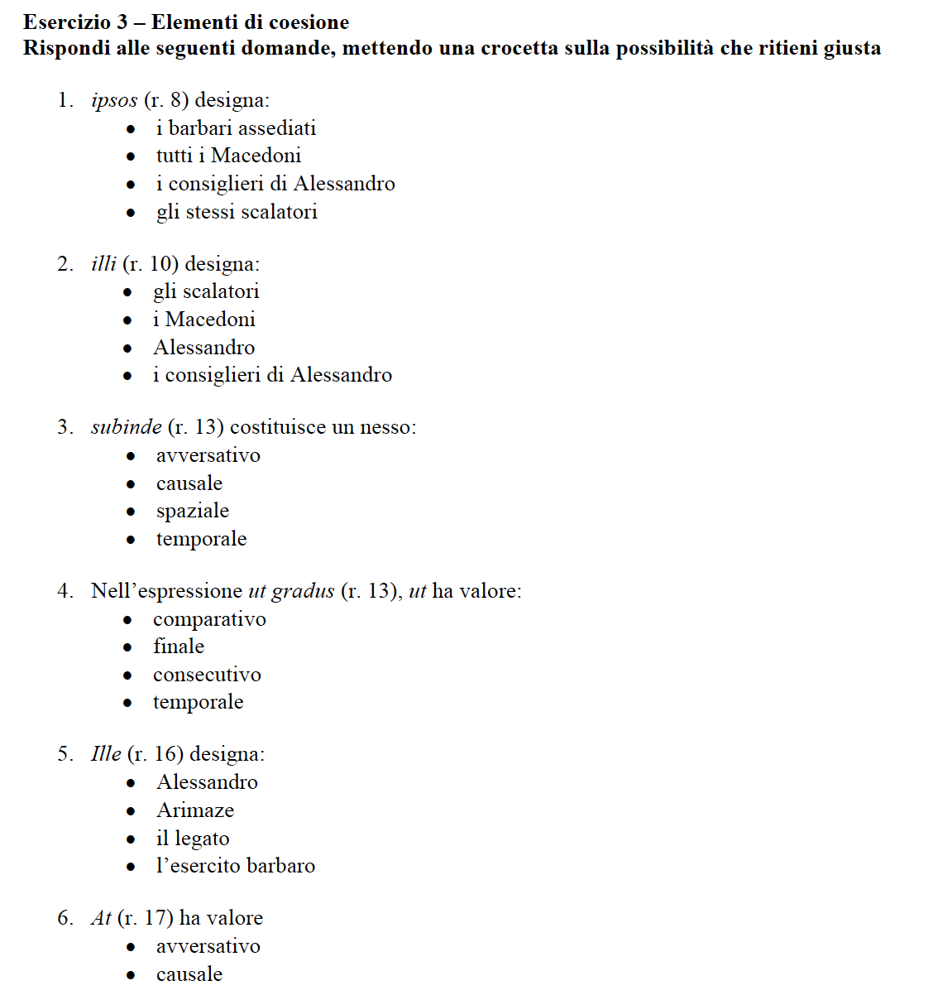 Esercizio 3 – Elementi di coesione
Rispondi alle seguenti domande, mettendo una crocetta sulla possibilità che ritieni giusta
1. ipsos (r. 8) designa:
• i barbari assediati
• tutti i Macedoni
• i consiglieri di Alessandro
• gli stessi scalatori
2. illi (r. 10) designa:
• gli scalatori
• i Macedoni
• Alessandro
• i consiglieri di Alessandro
3. subinde (r. 13) costituisce un nesso:
• avversativo
• causale
• spaziale
• temporale
4. Nell’espressione ut gradus (r. 13), ut ha valore:
• comparativo
• finale
• consecutivo
• temporale
5. Ille (r. 16) designa:
• Alessandro
• Arimaze
• il legato
• l’esercito barbaro
6. At (r. 17) ha valore
• avversativo
• causale